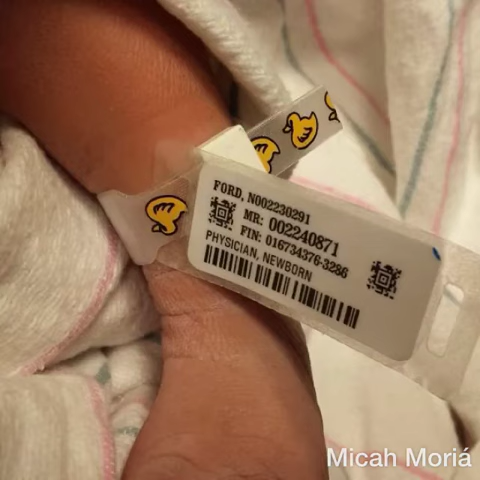 FORD, N002230291
MR: 002240871
FIN: 016734376-3286
PHYSICIAN, NEWBORN
Micah Moriá